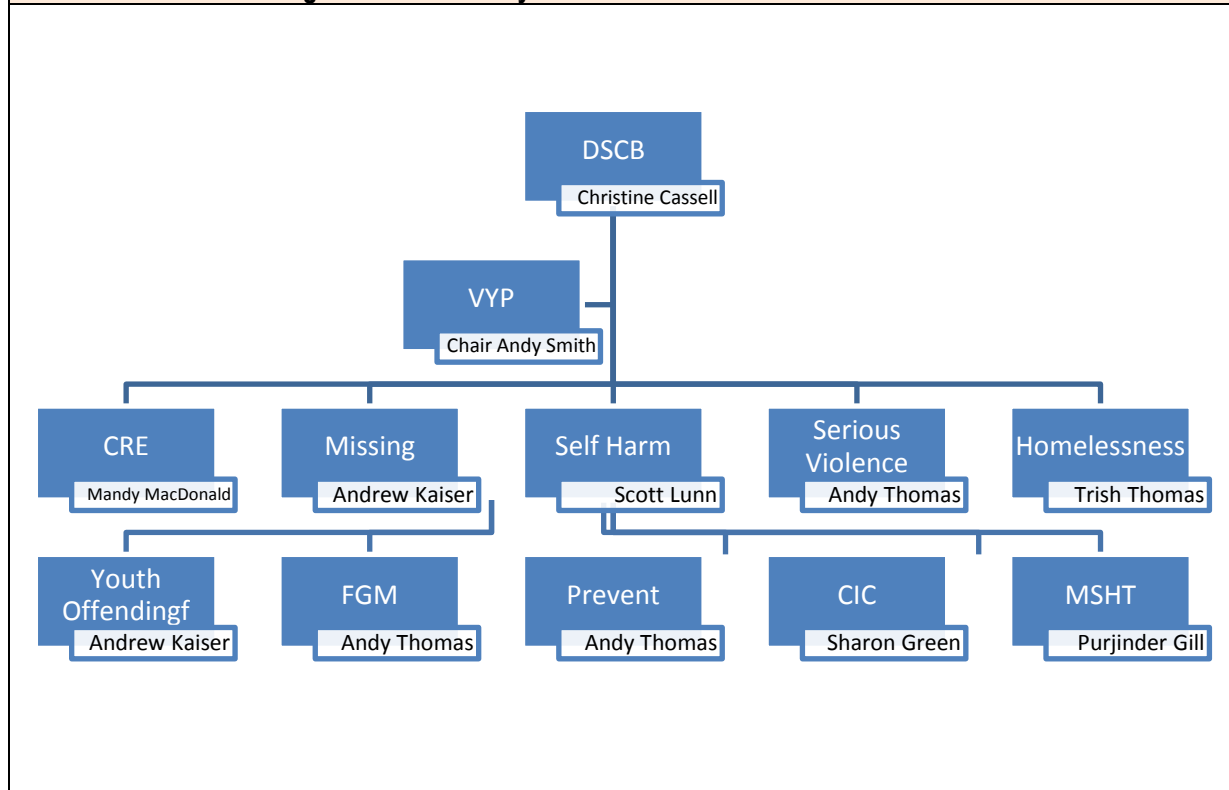 DSCB
Christine Cassell
VYP
Chair Andy Smith
CRE
Mandy MacDonald
Missing
Andrew Kaiser
Self Harm
Scott Lunn
Serious
Violence
Andy Thomas
Homelessness
Trish Thomas
Youth
Offendingf
Andrew Kaiser
FGM
Andy Thomas
Prevent
Andy Thomas
CIC
Sharon Green
MSHT
Purjinder Gill